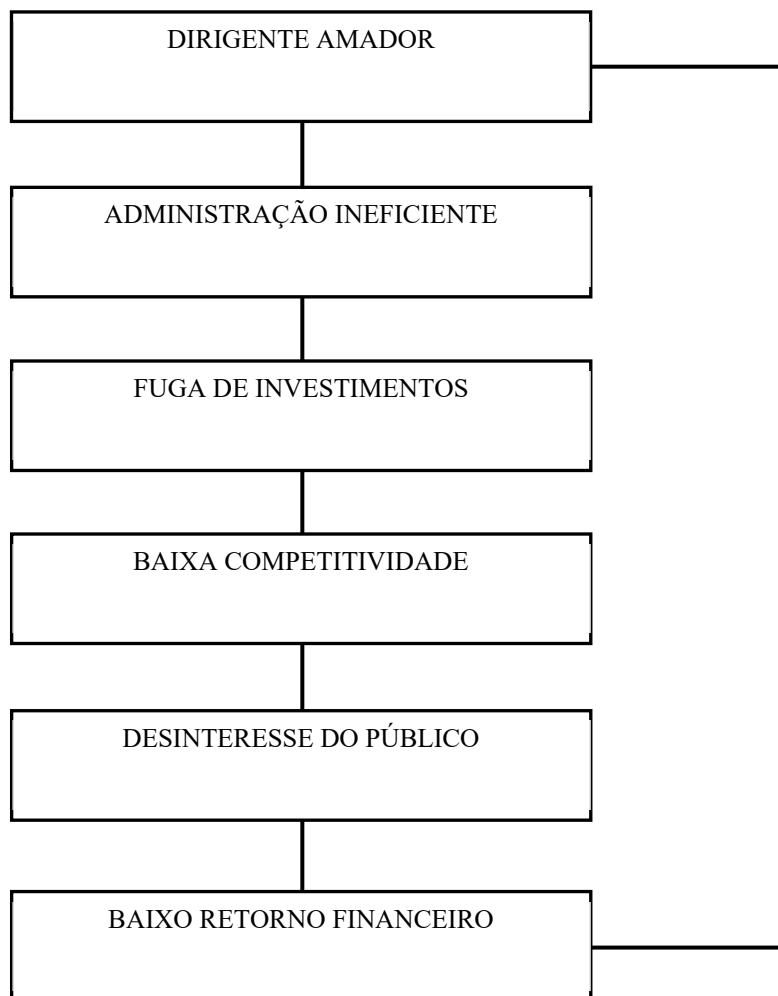 DIRIGENTE AMADOR
ADMINISTRAÇÃO INEFICIENTE
FUGA DE INVESTIMENTOS
BAIXA COMPETITIVIDADE
DESINTERESSE DO PÚBLICO
BAIXO RETORNO FINANCEIRO